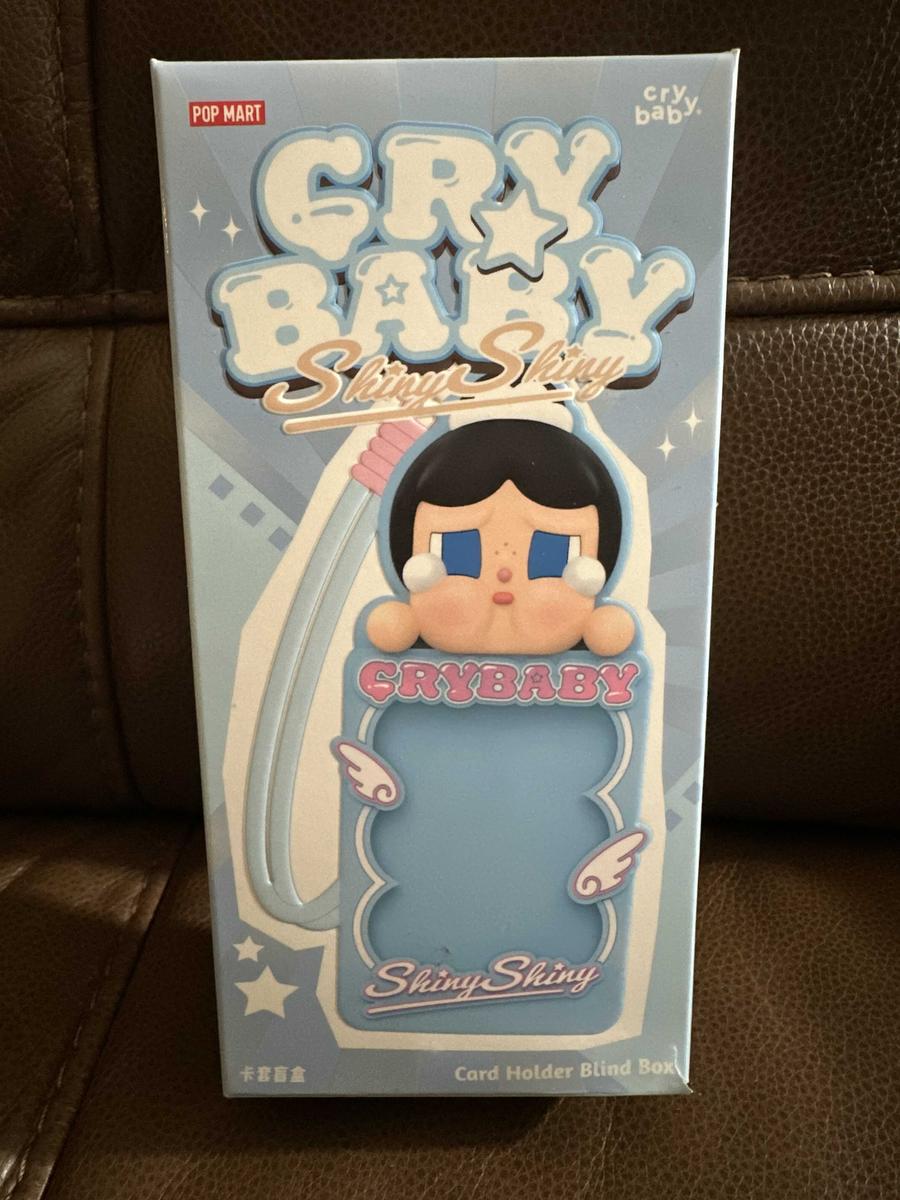 POP MART
cry
baby.
CRY
BABY
Shiny Shiny
CRYBABY
Shiny Shiny
卡套盲盒
Card Holder Blind Box